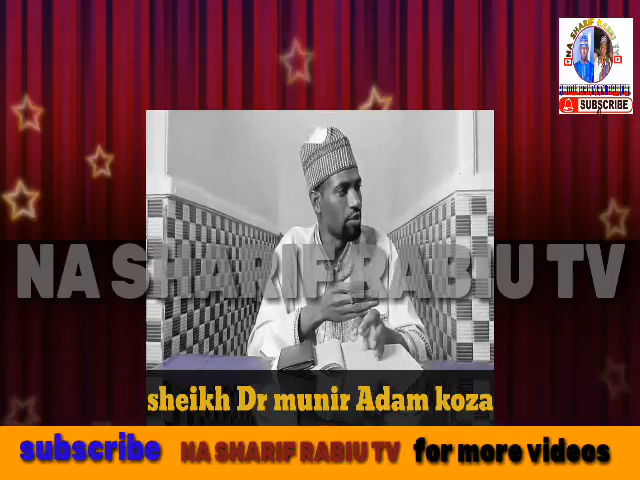 NA SHARIF RABIU TV
SUBSCRIBE
NA SHARIF RABIU TV
sheikh Dr munir Adam koza
subscribe NA SHARIF RABIU TV for more videos